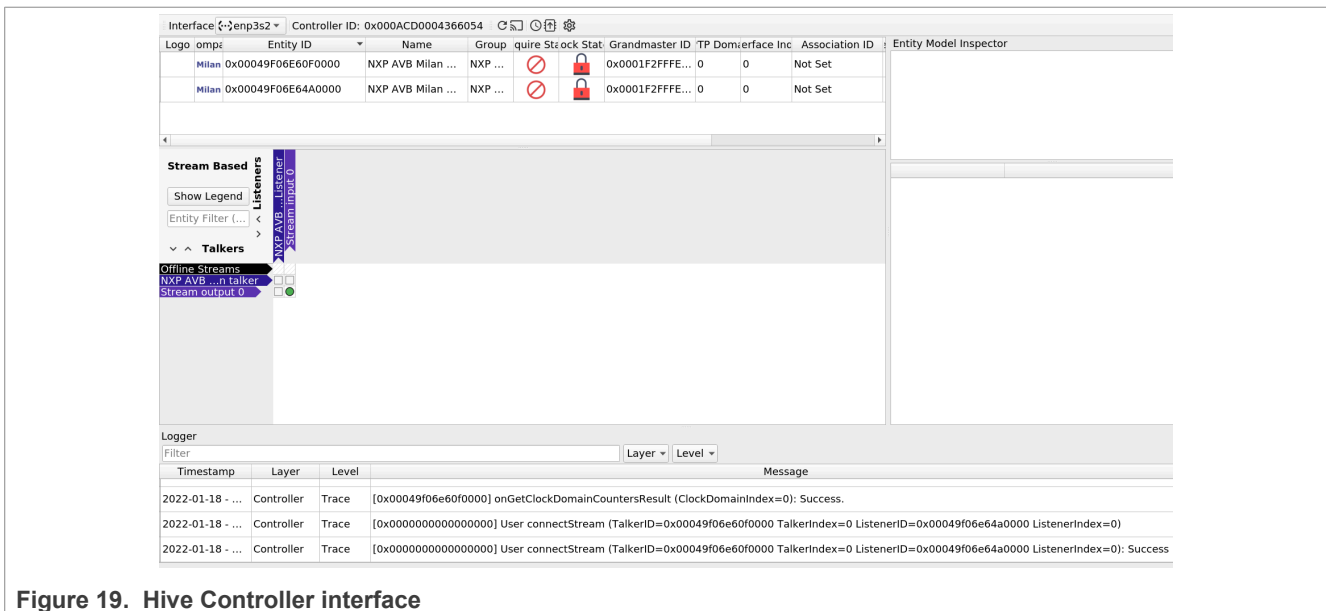 Interface enp3s2 Controller ID: 0x000ACD0004366054
Logo ompa Entity ID Name Group quire Sta ock Stat Grandmaster ID TP Doma erface Ind Association ID Entity Model Inspector
Milan 0x00049F06E60F0000 NXP AVB Milan ... NXP ... 0x0001F2FFFE... 0 0 Not Set
Milan 0x00049F06E64A0000 NXP AVB Milan ... NXP ... 0x0001F2FFFE... 0 0 Not Set
Stream Based
Show Legend
Entity Filter (...
Talkers
Listeners
NXP AVB ...Listener
Stream input 0
Offline Streams
NXP AVB ...n talker
Stream output 0
Logger
Filter Layer Level
Timestamp Layer Level Message
2022-01-18 - ... Controller Trace [0x00049f06e60f0000] onGetClockDomainCountersResult (ClockDomainIndex=0): Success.
2022-01-18 - ... Controller Trace [0x0000000000000000] User connectStream (TalkerID=0x00049f06e60f0000 TalkerIndex=0 ListenerID=0x00049f06e64a0000 ListenerIndex=0)
2022-01-18 - ... Controller Trace [0x0000000000000000] User connectStream (TalkerID=0x00049f06e60f0000 TalkerIndex=0 ListenerID=0x00049f06e64a0000 ListenerIndex=0): Success
Figure 19. Hive Controller interface